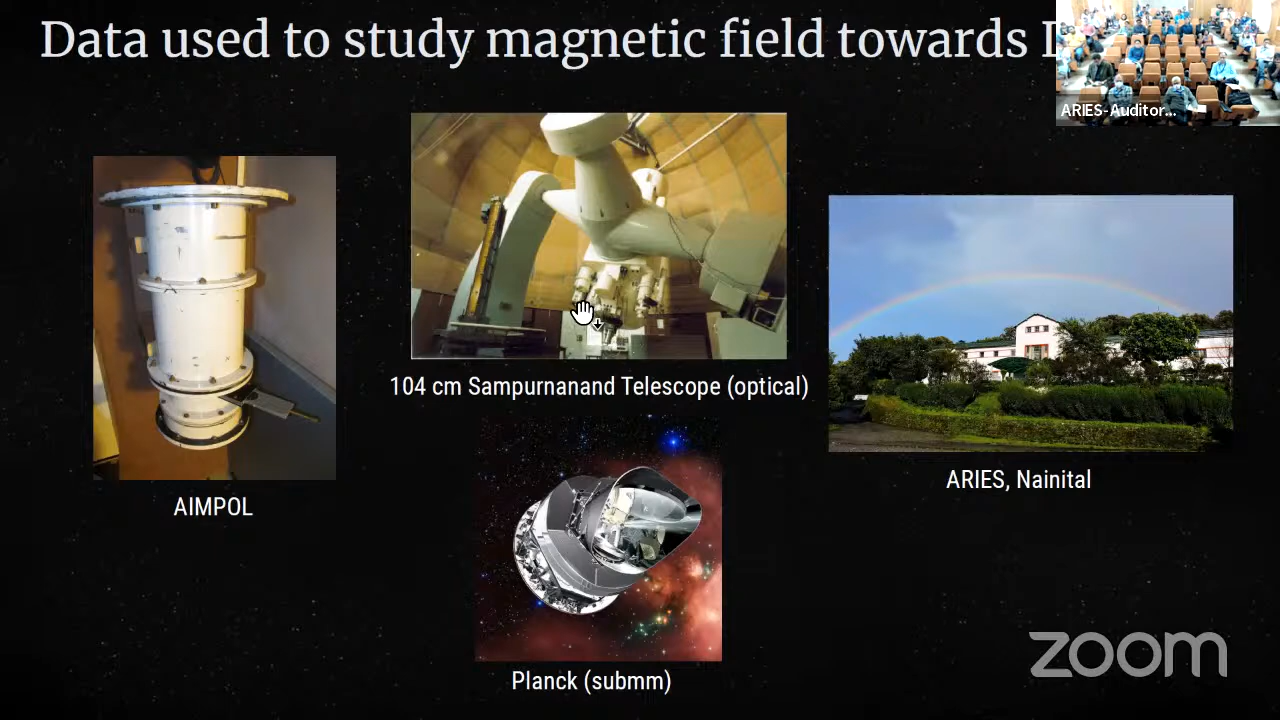 Data used to study magnetic field towards
ARIES-Auditor...
104 cm Sampurnanand Telescope (optical)
ARIES, Nainital
AIMPOL
Planck (submm)
zoom